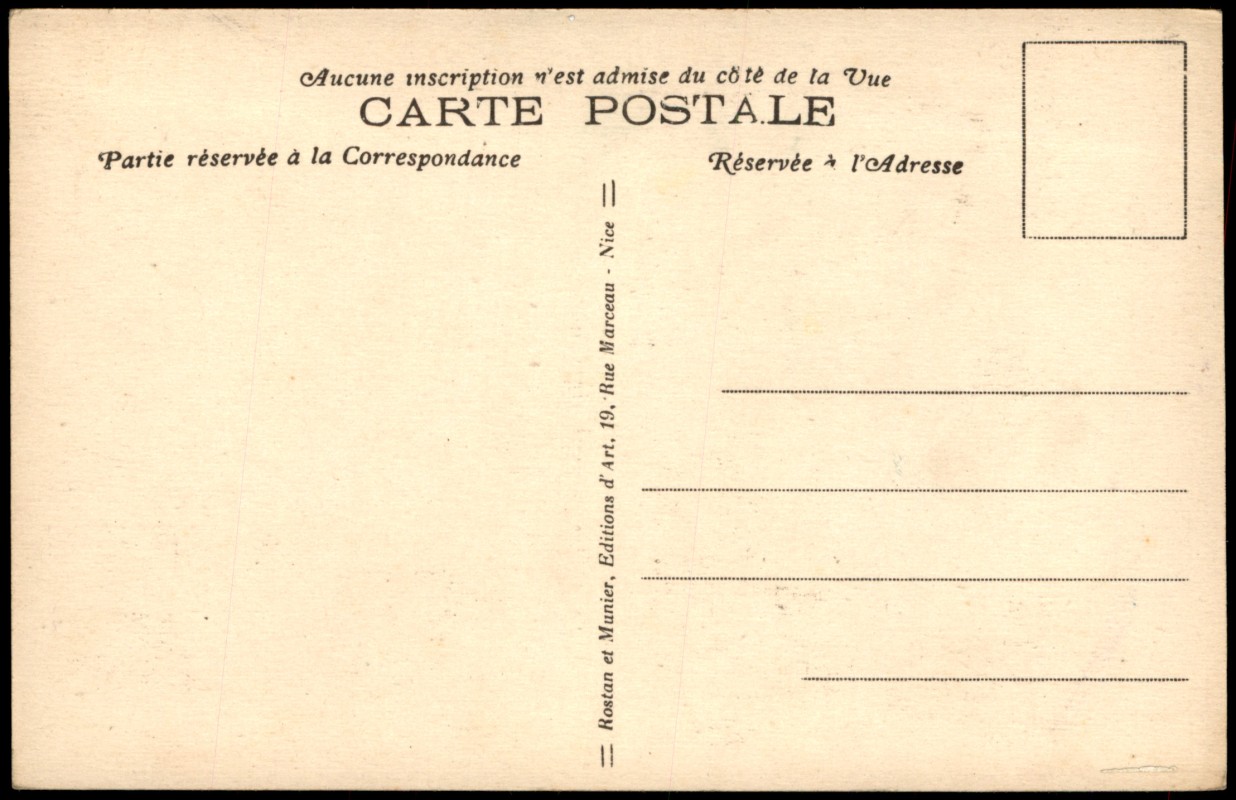 Aucune inscription n'est admise du côté de la Vue
CARTE POSTALE
Partie réservée à la Correspondance
Réservée à l'Adresse
Rostan et Munier, Editions d'Art, 19, Rue Marceau - Nice